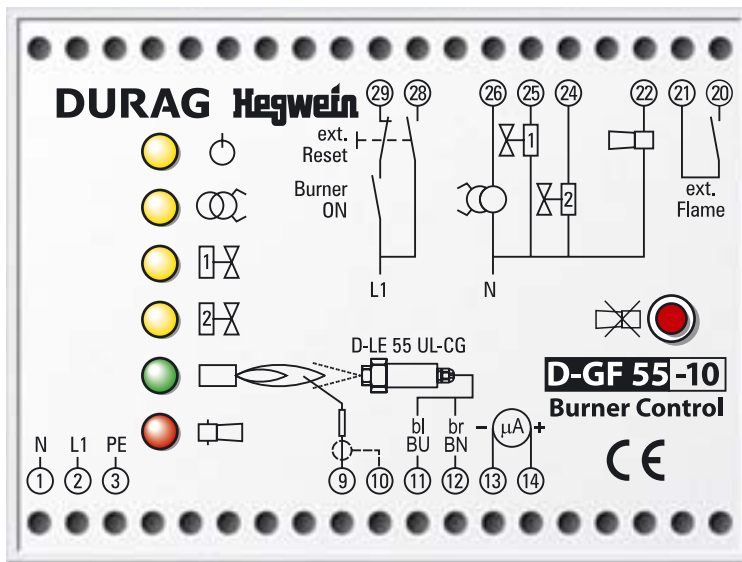 29 28 26 25 24 22 21 20
DURAG Hegwein
ext.
Reset
Burner
ON
L1
1
2
N
ext.
Flame
1
2
D-LE 55 UL-CG
D-GF 55-10
Burner Control
bl
BU
br
BN
- µA +
CE
N L1 PE
1 2 3 9 10 11 12 13 14